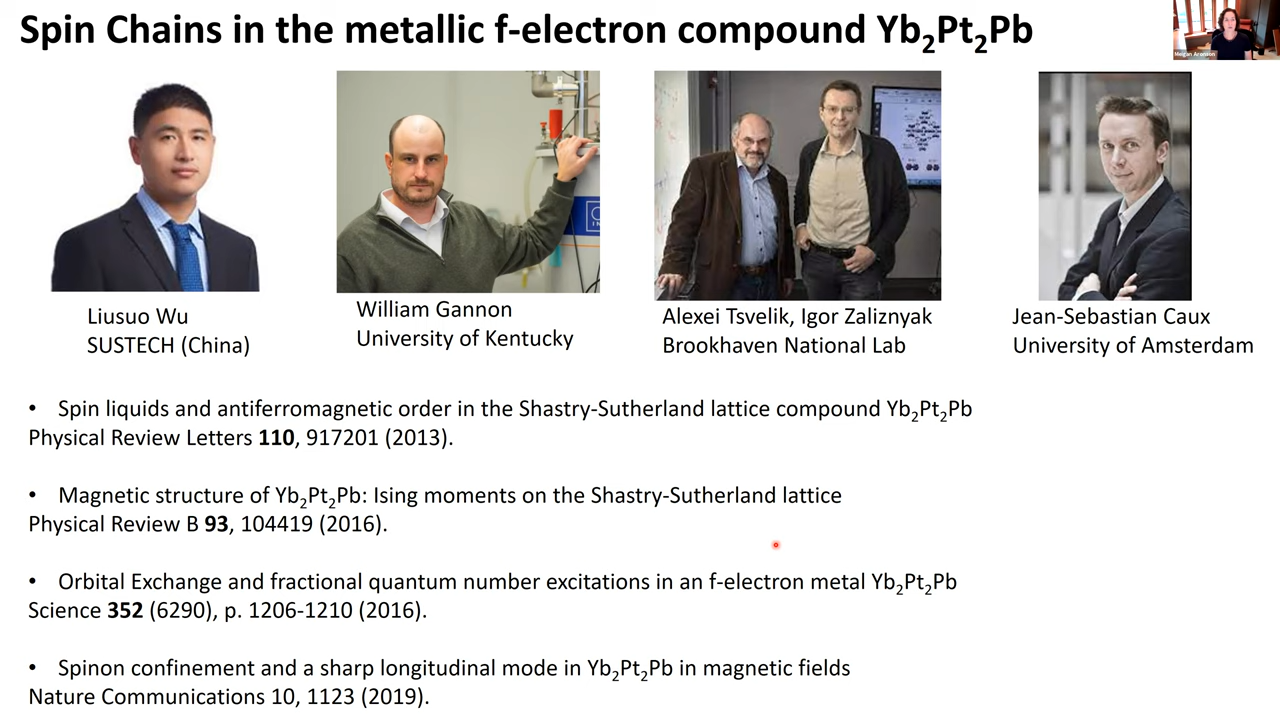 Spin Chains in the metallic f-electron compound Yb₂Pt₂Pb
Megan Aronson
Liusuo Wu
SUSTECH (China)
William Gannon
University of Kentucky
Alexei Tsvelik, Igor Zaliznyak
Brookhaven National Lab
Jean-Sebastian Caux
University of Amsterdam
• Spin liquids and antiferromagnetic order in the Shastry-Sutherland lattice compound Yb₂Pt₂Pb
Physical Review Letters 110, 917201 (2013).
• Magnetic structure of Yb₂Pt₂Pb: Ising moments on the Shastry-Sutherland lattice
Physical Review B 93, 104419 (2016).
• Orbital Exchange and fractional quantum number excitations in an f-electron metal Yb₂Pt₂Pb
Science 352 (6290), p. 1206-1210 (2016).
• Spinon confinement and a sharp longitudinal mode in Yb₂Pt₂Pb in magnetic fields
Nature Communications 10, 1123 (2019).